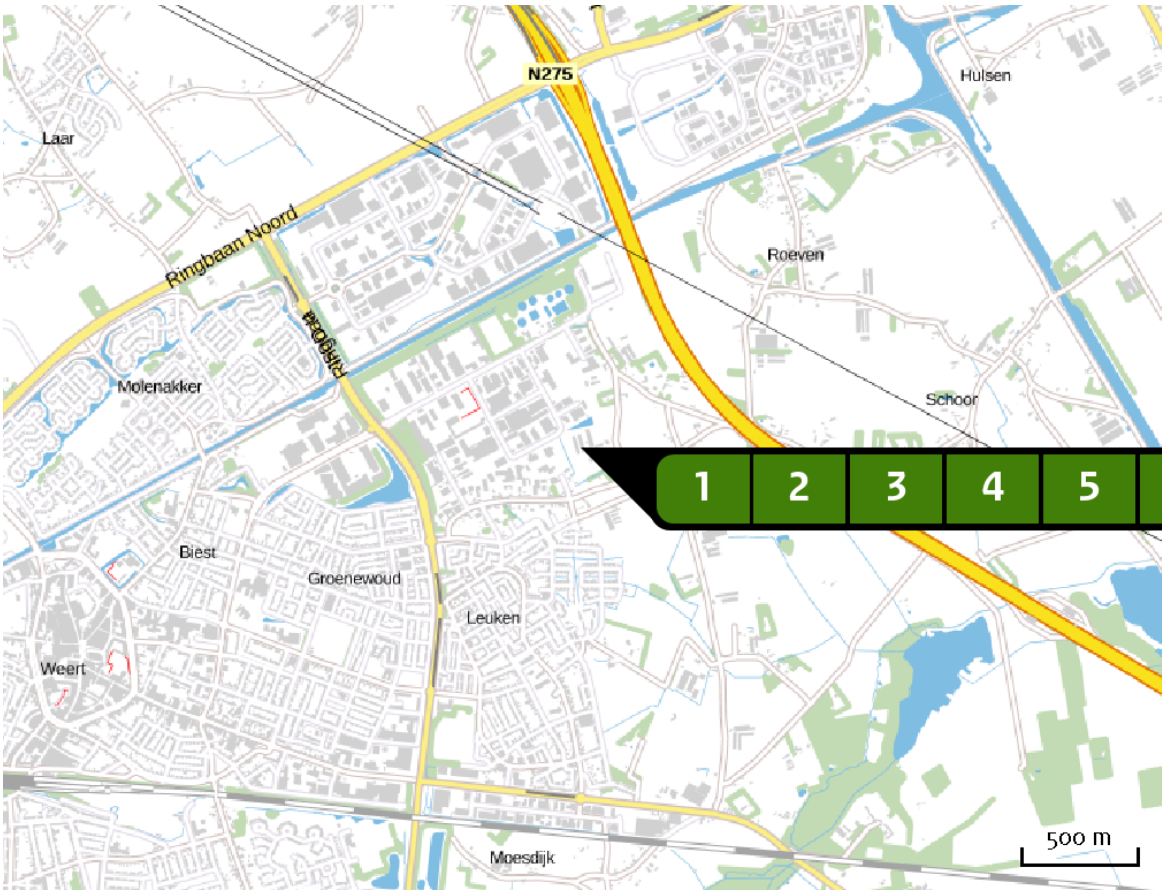 N275
Hulsen
Laar
Ringbaan Noord
Roeven
Molenakker
Schoor
1 2 3 4 5
Biest
Groenewoud
Leuken
Weert
500 m
Moesdijk